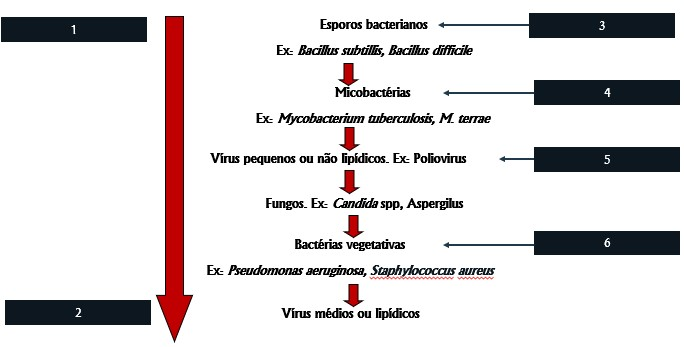 1
Esporos bacterianos
3
Ex.: Bacillus subtillis, Bacillus difficile
Micobactérias
4
Ex.: Mycobacterium tuberculosis, M. terrae
Vírus pequenos ou não lipídicos. Ex: Poliovirus
5
Fungos. Ex.: Candida spp, Aspergilus
Bactérias vegetativas
6
Ex.: Pseudomonas aeruginosa, Staphylococcus aureus
2
Vírus médios ou lipídicos